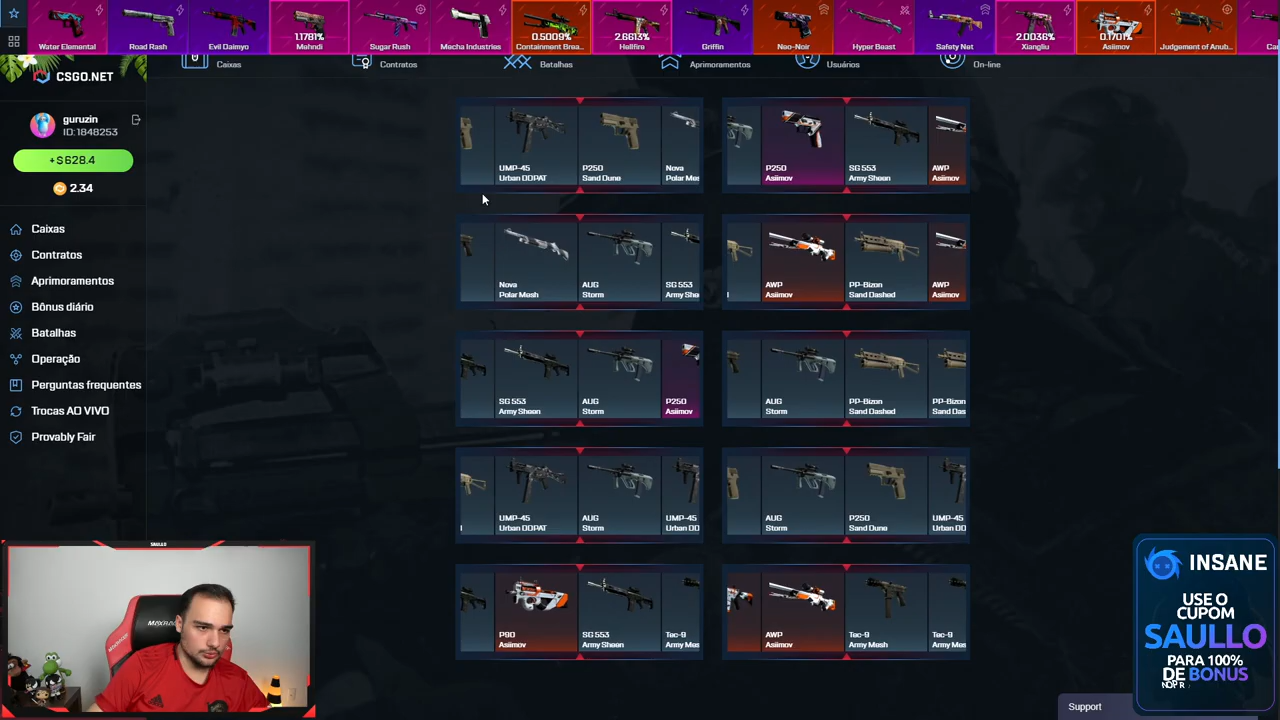 Water Elemental
Road Rash
Evil Daimyo
1.1781%
Mehndi
Sugar Rush
Mecha Industries
0.5009%
Containment Brea...
2.6613%
Hellfire
Griffin
Neo-Noir
Hyper Beast
Safety Net
2.0036%
Xiangliu
0.1701%
Asiimov
Judgement of Anub...
CSGO.NET
Caixas
Contratos
Batalhas
Aprimoramentos
Usuários
On-line
guruzin
ID:1848253
+$628.4
2.34
Caixas
Contratos
Aprimoramentos
Bônus diário
Batalhas
Operação
Perguntas frequentes
Trocas AO VIVO
Provably Fair
UMP-45
Urban DDPAT
P250
Sand Dune
Nova
Polar Mes
P250
Asiimov
SG 553
Army Sheen
AWP
Asiimov
Nova
Polar Mesh
AUG
Storm
SG 553
Army She
AWP
Asiimov
PP-Bizon
Sand Dashed
AWP
Asiimov
SG 553
Army Sheen
AUG
Storm
P250
Asiimov
AUG
Storm
PP-Bizon
Sand Dashed
PP-Bizon
Sand Das
UMP-45
Urban DDPAT
AUG
Storm
UMP-45
Urban DD
AUG
Storm
P250
Sand Dune
UMP-45
Urban DD
P90
Asiimov
SG 553
Army Sheen
Tec-9
Army Mes
AWP
Asiimov
Tec-9
Army Mesh
Tec-9
Army Mes
SAULLO
INSANE
USE O
CUPOM
SAULLO
PARA 100%
DE BONUS
Support